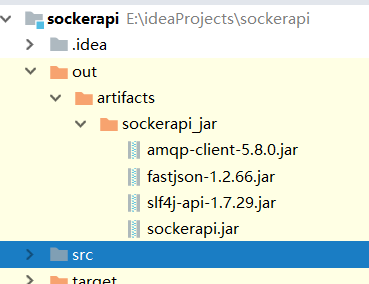 sockerapi E:\ideaProjects\sockerapi
.idea
out
artifacts
sockerapi_jar
amqp-client-5.8.0.jar
fastjson-1.2.66.jar
slf4j-api-1.7.29.jar
sockerapi.jar
src
target